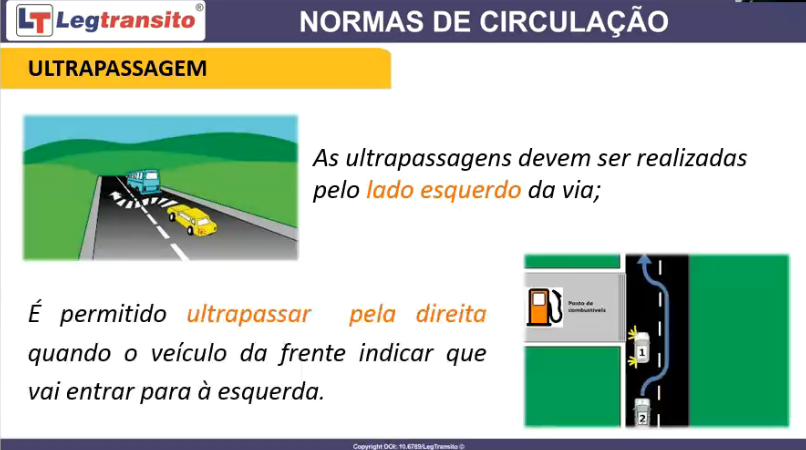 LT Legtransito®
NORMAS DE CIRCULAÇÃO
ULTRAPASSAGEM
As ultrapassagens devem ser realizadas
pelo lado esquerdo da via;
É permitido ultrapassar pela direita
quando o veículo da frente indicar que
vai entrar para à esquerda.
Posto de
combustíveis
1
2
Copyright DOI: 10.6789/LegTransito ©